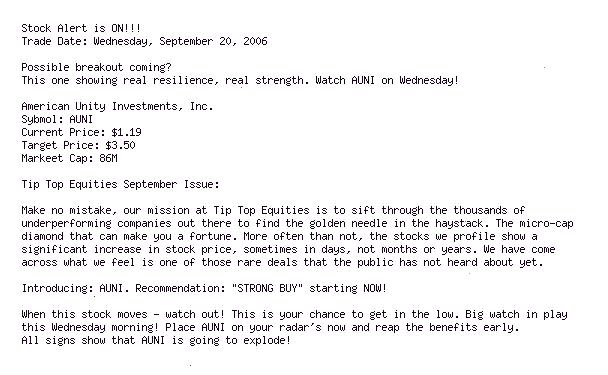 Stock Alert is ON!!!
Trade Date: Wednesday, September 20, 2006
Possible breakout coming?
This one showing real resilience, real strength. Watch AUNI on Wednesday!
American Unity Investments, Inc.
Sybmol: AUNI
Current Price: $1.19
Target Price: $3.50
Markeet Cap: 86M
Tip Top Equities September Issue:
Make no mistake, our mission at Tip Top Equities is to sift through the thousands of
underperforming companies out there to find the golden needle in the haystack. The micro-cap
diamond that can make you a fortune. More often than not, the stocks we profile show a
significant increase in stock price, sometimes in days, not months or years. We have come
across what we feel is one of those rare deals that the public has not heard about yet.
Introducing: AUNI. Recommendation: "STRONG BUY" starting NOW!
When this stock moves - watch out! This is your chance to get in the low. Big watch in play
this Wednesday morning! Place AUNI on your radar's now and reap the benefits early.
All signs show that AUNI is going to explode!